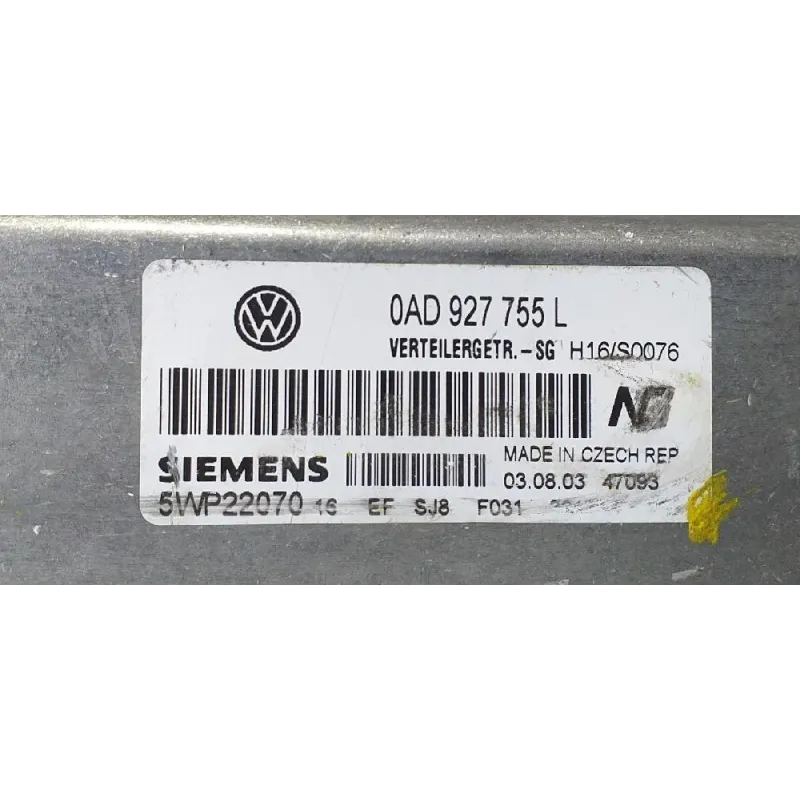 0AD 927 755 L
VERTEILERGETR.-SG H16/S0076
MADE IN CZECH REP
SIEMENS
03.08.03 47093
5WP22070 16 EF SJ8 F031